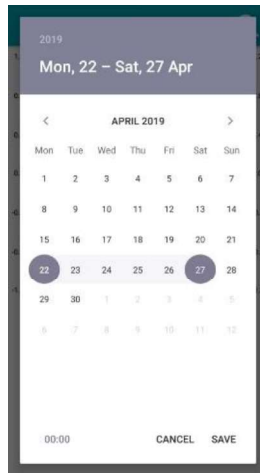 2019
Mon, 22 – Sat, 27 Apr
APRIL 2019
Mon Tue Wed Thu Fri Sat Sun
1 2 3 4 5 6 7
8 9 10 11 12 13 14
15 16 17 18 19 20 21
22 23 24 25 26 27 28
29 30 1 2 3 4 5
6 7 8 9 10 11 12
00:00 CANCEL SAVE